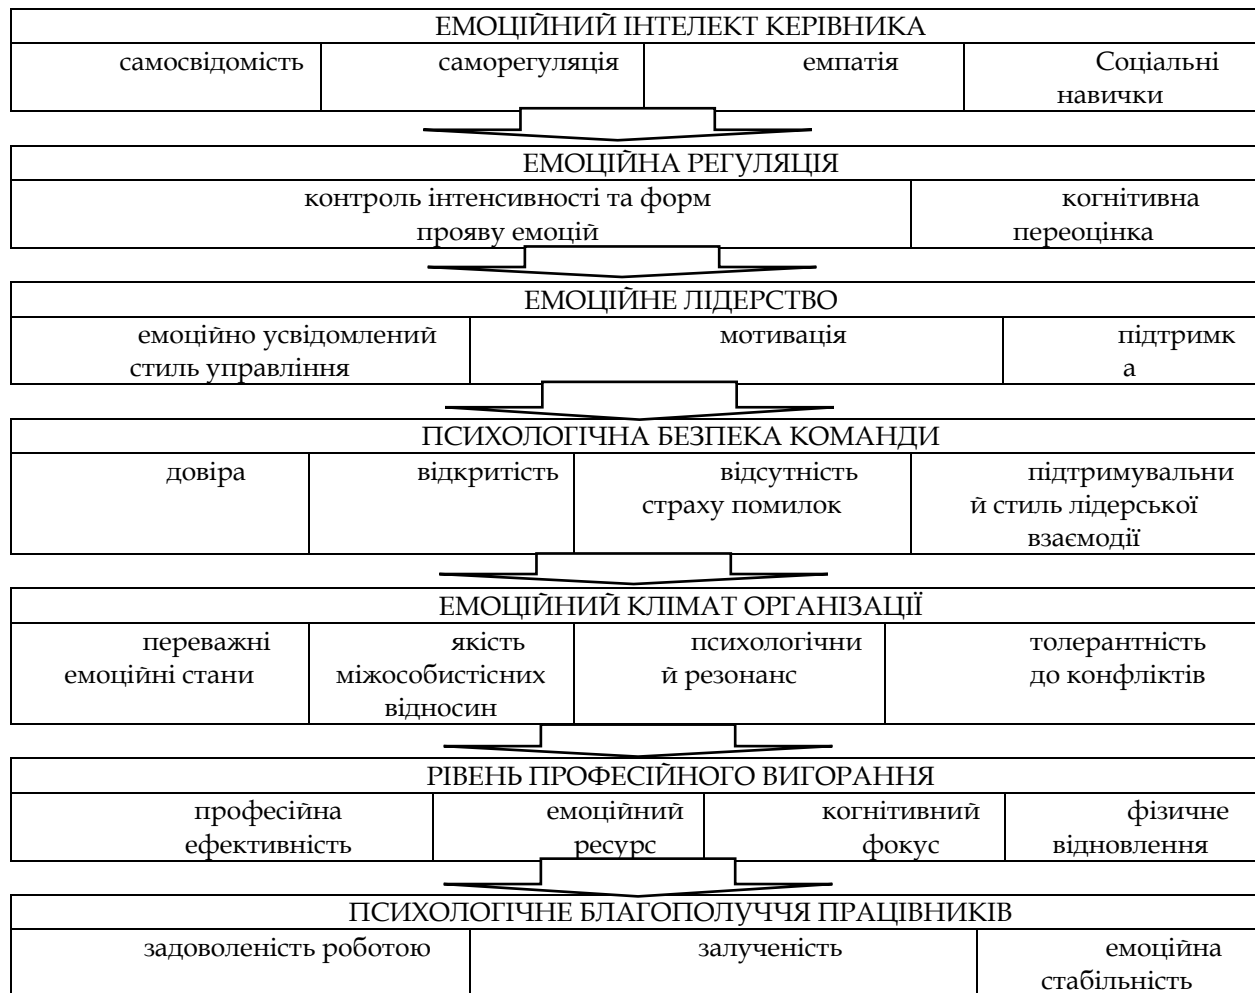 ЕМОЦІЙНИЙ ІНТЕЛЕКТ КЕРІВНИКА
самосвідомість
саморегуляція
емпатія
Соціальні
навички
ЕМОЦІЙНА РЕГУЛЯЦІЯ
контроль інтенсивності та форм
прояву емоцій
когнітивна
переоцінка
ЕМОЦІЙНЕ ЛІДЕРСТВО
емоційно усвідомлений
стиль управління
мотивація
підтримк
а
ПСИХОЛОГІЧНА БЕЗПЕКА КОМАНДИ
довіра
відкритість
відсутність
страху помилок
підтримувальни
й стиль лідерської
взаємодії
ЕМОЦІЙНИЙ КЛІМАТ ОРГАНІЗАЦІЇ
переважні
емоційні стани
якість
міжособистісних
відносин
психологічни
й резонанс
толерантність
до конфліктів
РІВЕНЬ ПРОФЕСІЙНОГО ВИГОРАННЯ
професійна
ефективність
емоційний
ресурс
когнітивний
фокус
фізичне
відновлення
ПСИХОЛОГІЧНЕ БЛАГОПОЛУЧЧЯ ПРАЦІВНИКІВ
задоволеність роботою
залученість
емоційна
стабільність